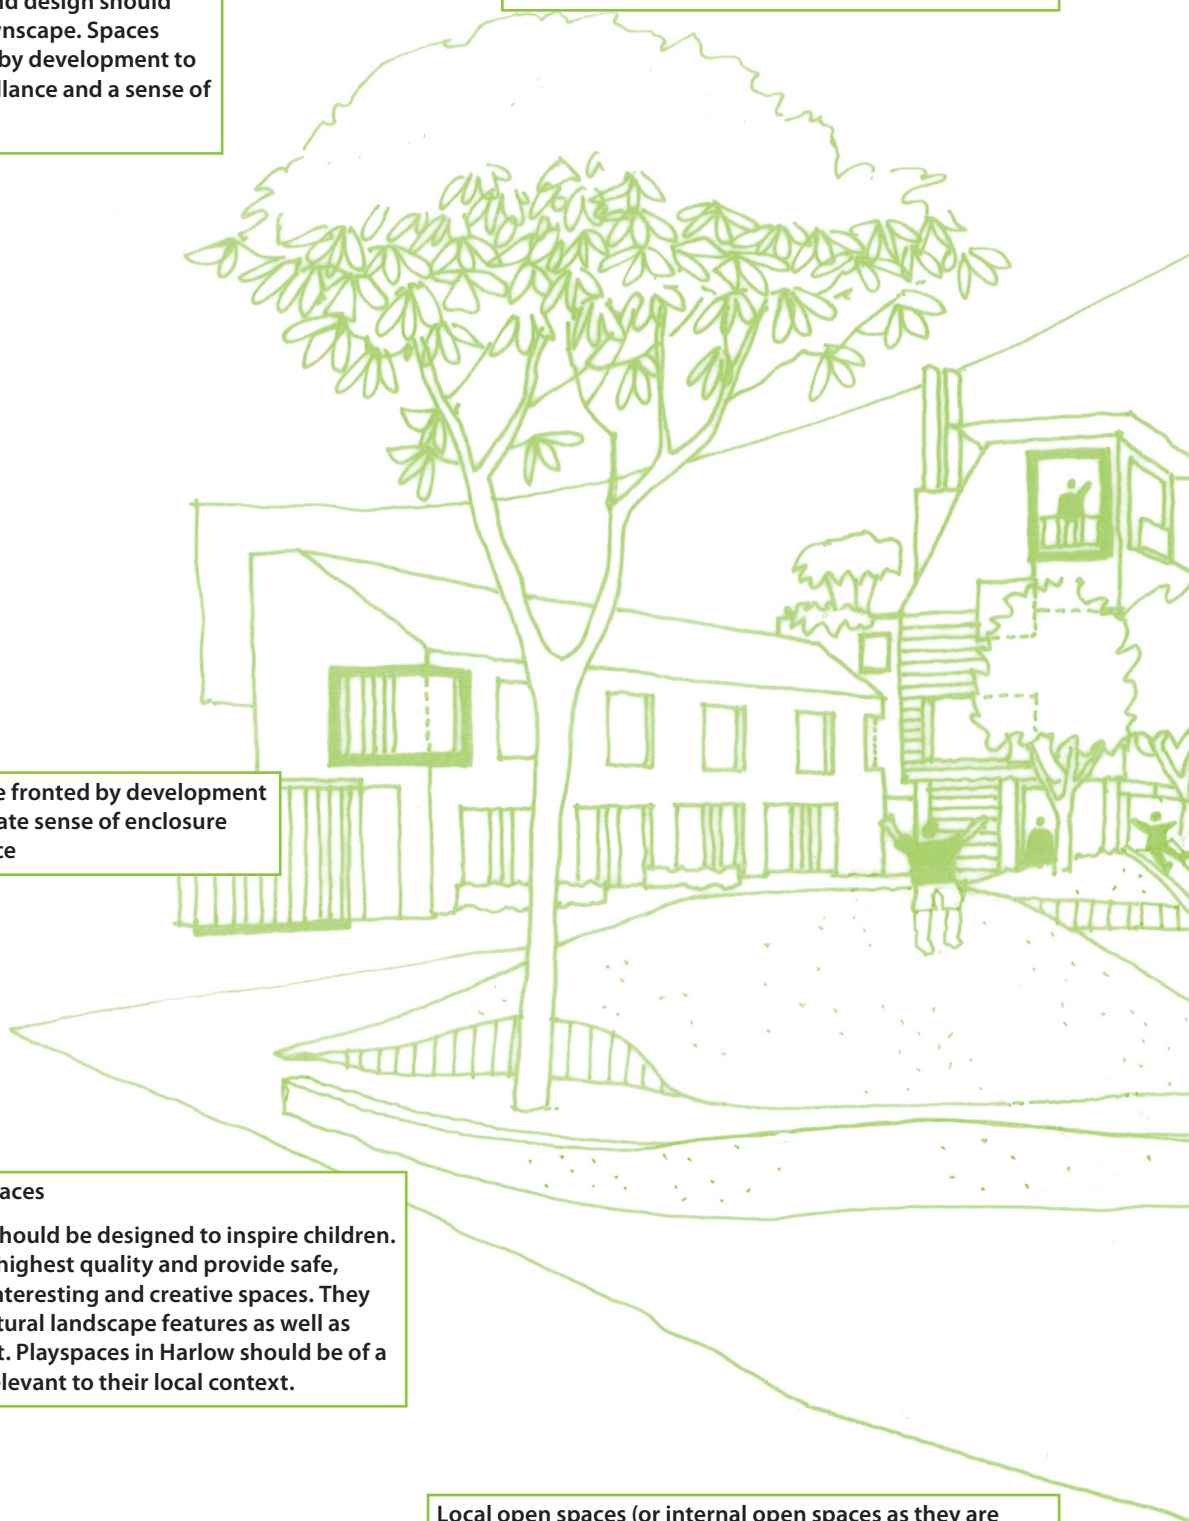 nd design should
wnscape. Spaces
by development to
llance and a sense of
e fronted by development
ate sense of enclosure
ce
aces
hould be designed to inspire children.
highest quality and provide safe,
nteresting and creative spaces. They
tural landscape features as well as
t. Playspaces in Harlow should be of a
elevant to their local context.
Local open spaces (or internal open spaces as they are